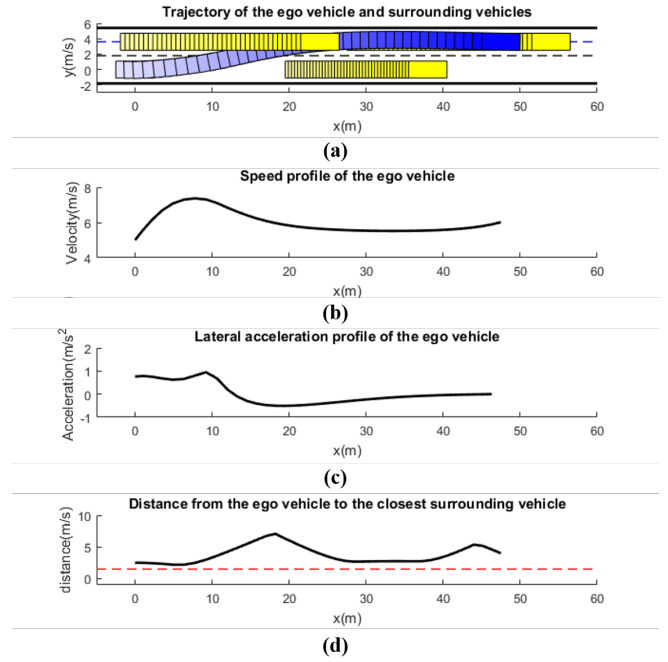 Trajectory of the ego vehicle and surrounding vehicles
y(m/s)
6
4
2
0
-2
0 10 20 30 40 50 60
x(m)
(a)
Speed profile of the ego vehicle
Velocity(m/s)
8
6
4
0 10 20 30 40 50 60
x(m)
(b)
Lateral acceleration profile of the ego vehicle
Acceleration(m/s2
2
1
0
-1
0 10 20 30 40 50 60
x(m)
(c)
Distance from the ego vehicle to the closest surrounding vehicle
distance(m/s)
10
5
0
0 10 20 30 40 50 60
x(m)
(d)